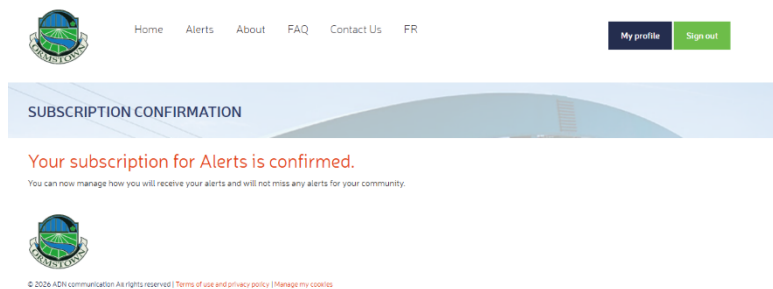 ORMSTOWN
Home Alerts About FAQ Contact Us FR
My profile Sign out
SUBSCRIPTION CONFIRMATION
Your subscription for Alerts is confirmed.
You can now manage how you will receive your alerts and will not miss any alerts for your community.
ORMSTOWN
© 2026 ADN communication All rights reserved | Terms of use and privacy policy | Manage my cookies